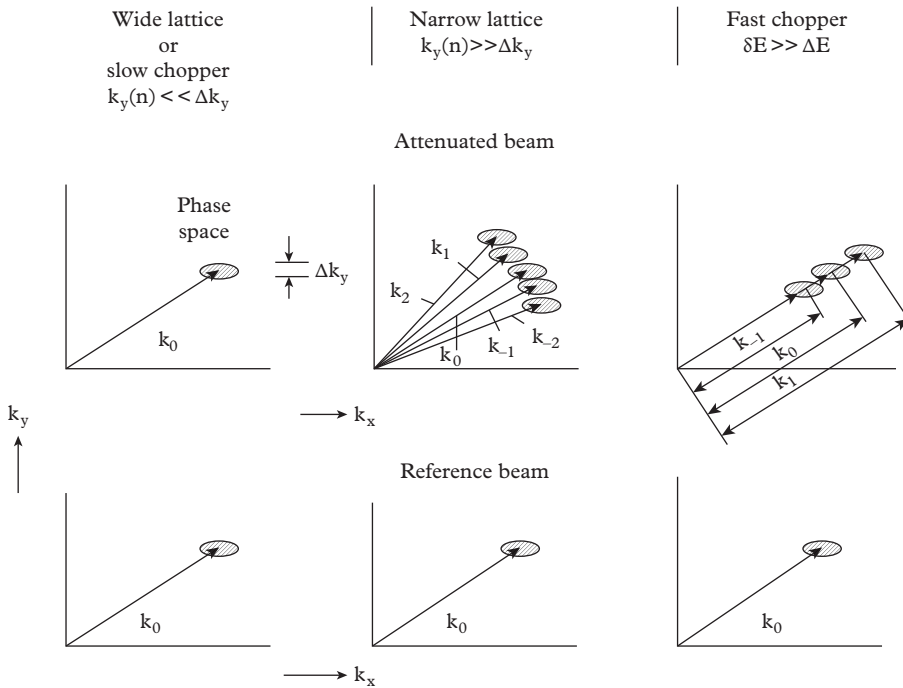 Wide lattice
or
slow chopper
k_y(n) << Δk_y
Narrow lattice
k_y(n)>>Δk_y
Fast chopper
δE >> ΔE
Attenuated beam
Phase
space
Δk_y
k_0
k_1
k_2
k_0
k_–1
k_–2
k_–1
k_0
k_1
k_y
k_x
Reference beam
k_0
k_0
k_0
k_x